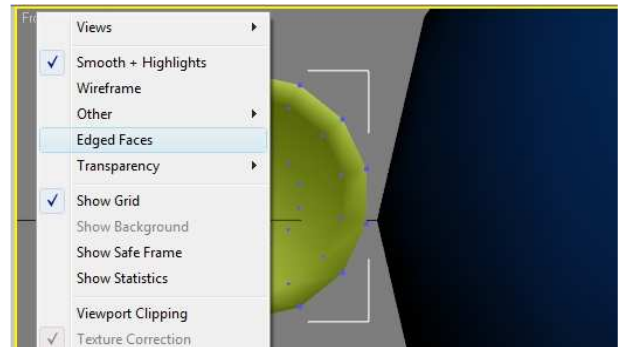 Views
Smooth + Highlights
Wireframe
Other
Edged Faces
Transparency
Show Grid
Show Background
Show Safe Frame
Show Statistics
Viewport Clipping
Texture Correction